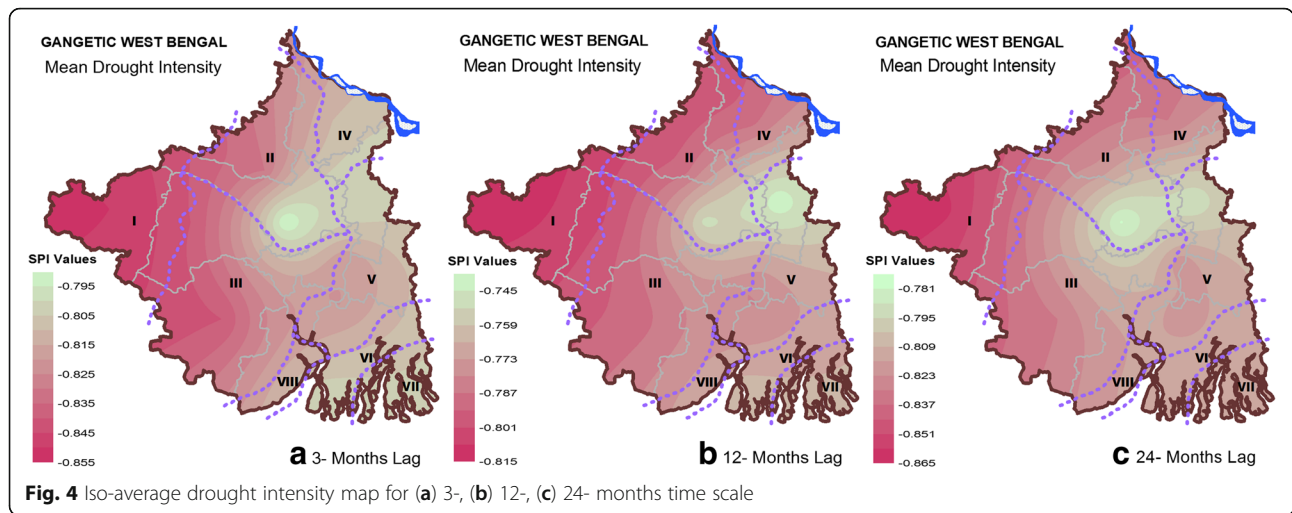 GANGETIC WEST BENGAL
Mean Drought Intensity
IV
II
I
III
V
VI
VIII
VII
SPI Values
-0.795
-0.805
-0.815
-0.825
-0.835
-0.845
-0.855
a 3- Months Lag
GANGETIC WEST BENGAL
Mean Drought Intensity
IV
II
I
III
V
VI
VIII
VII
SPI Values
-0.745
-0.759
-0.773
-0.787
-0.801
-0.815
b 12- Months Lag
GANGETIC WEST BENGAL
Mean Drought Intensity
IV
II
I
III
V
VI
VIII
VII
SPI Values
-0.781
-0.795
-0.809
-0.823
-0.837
-0.851
-0.865
c 24- Months Lag
Fig. 4 Iso-average drought intensity map for (a) 3-, (b) 12-, (c) 24- months time scale